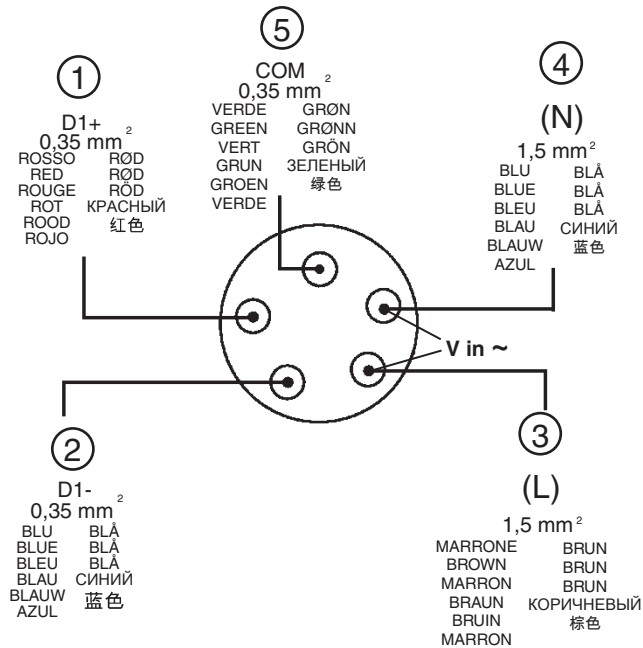 1
D1+
0,35 mm²
ROSSO RØD
RED RØD
ROUGE RÖD
ROT КРАСНЫЙ
ROOD 红色
ROJO
5
COM
0,35 mm²
VERDE GRØN
GREEN GRØNN
VERT GRÖN
GRUN ЗЕЛЕНЫЙ
GROEN 绿色
VERDE
4
(N)
1,5 mm²
BLU BLÅ
BLUE BLÅ
BLEU BLÅ
BLAU СИНИЙ
BLAUW 蓝色
AZUL
V in ~
2
D1-
0,35 mm²
BLU BLÅ
BLUE BLÅ
BLEU BLÅ
BLAU СИНИЙ
BLAUW 蓝色
AZUL
3
(L)
1,5 mm²
MARRONE BRUN
BROWN BRUN
MARRON BRUN
BRAUN КОРИЧНЕВЫЙ
BRUIN 棕色
MARRON